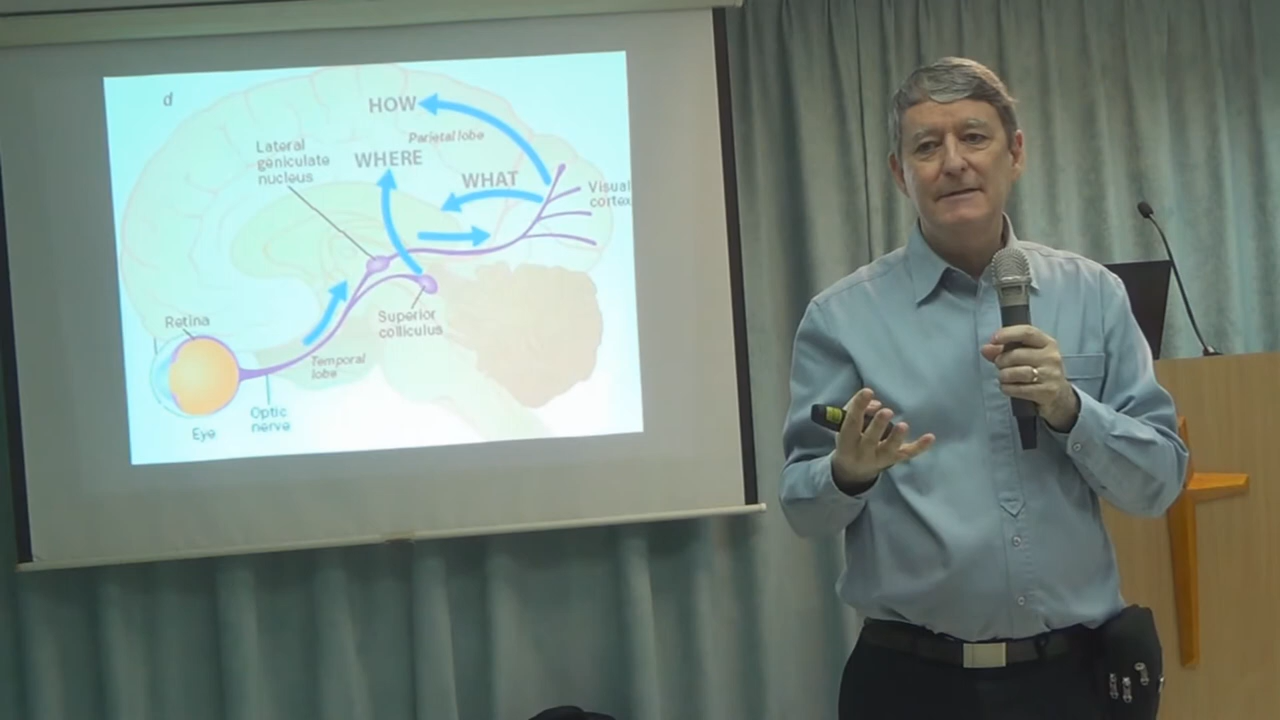 d
HOW
Parietal lobe
Lateral
geniculate
nucleus
WHERE
WHAT
Visual
cortex
Superior
colliculus
Retina
Temporal
lobe
Optic
nerve
Eye